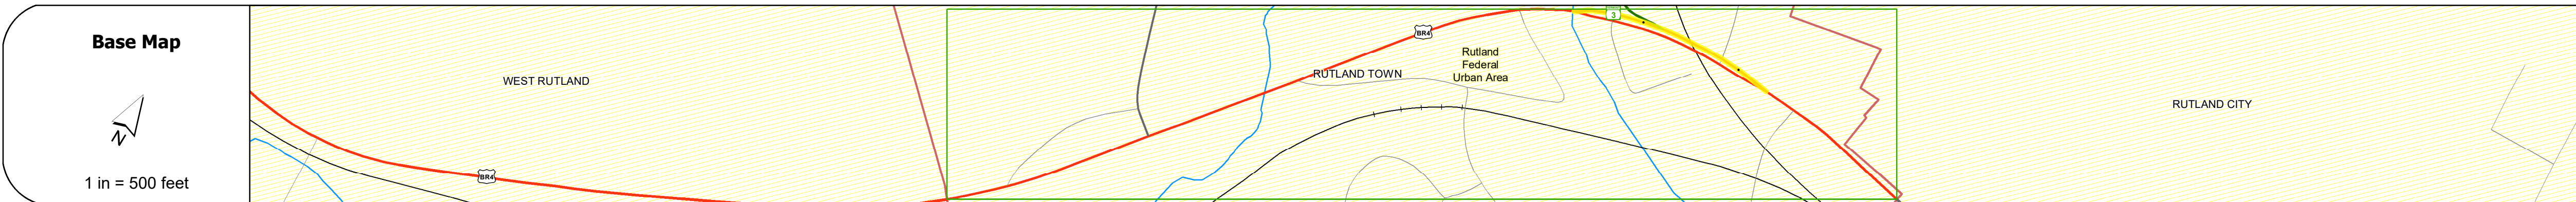 Base Map
N
1 in = 500 feet
WEST RUTLAND
BR4
BR4
RUTLAND TOWN
Rutland
Federal
Urban Area
3
RUTLAND CITY